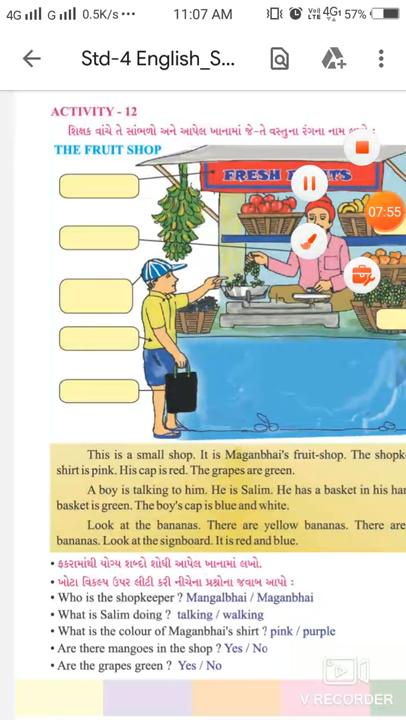 4G G 0.5K/s ••• 11:07 AM Vo) LTE 4G 57%
Std-4 English_S...
ACTIVITY - 12
શિક્ષક વાંચે તે સાંભળો અને આપેલ ખાનામાં જે-તે વસ્તુના રંગના નામ :
THE FRUIT SHOP
FRESH
07:55
This is a small shop. It is Maganbhai's fruit-shop. The shopk
shirt is pink. His cap is red. The grapes are green.
A boy is talking to him. He is Salim. He has a basket in his har
basket is green. The boy's cap is blue and white.
Look at the bananas. There are yellow bananas. There are
bananas. Look at the signboard. It is red and blue.
• ફકરામાંથી યોગ્ય શબ્દો શોધી આપેલ ખાનામાં લખો.
• ખોટા વિકલ્પ ઉપર લીટી કરી નીચેના પ્રશ્નોના જવાબ આપો :
• Who is the shopkeeper ? Mangalbhai / Maganbhai
• What is Salim doing ? talking / walking
• What is the colour of Maganbhai's shirt ? pink / purple
• Are there mangoes in the shop ? Yes / No
• Are the grapes green ? Yes / No
V RECORDER